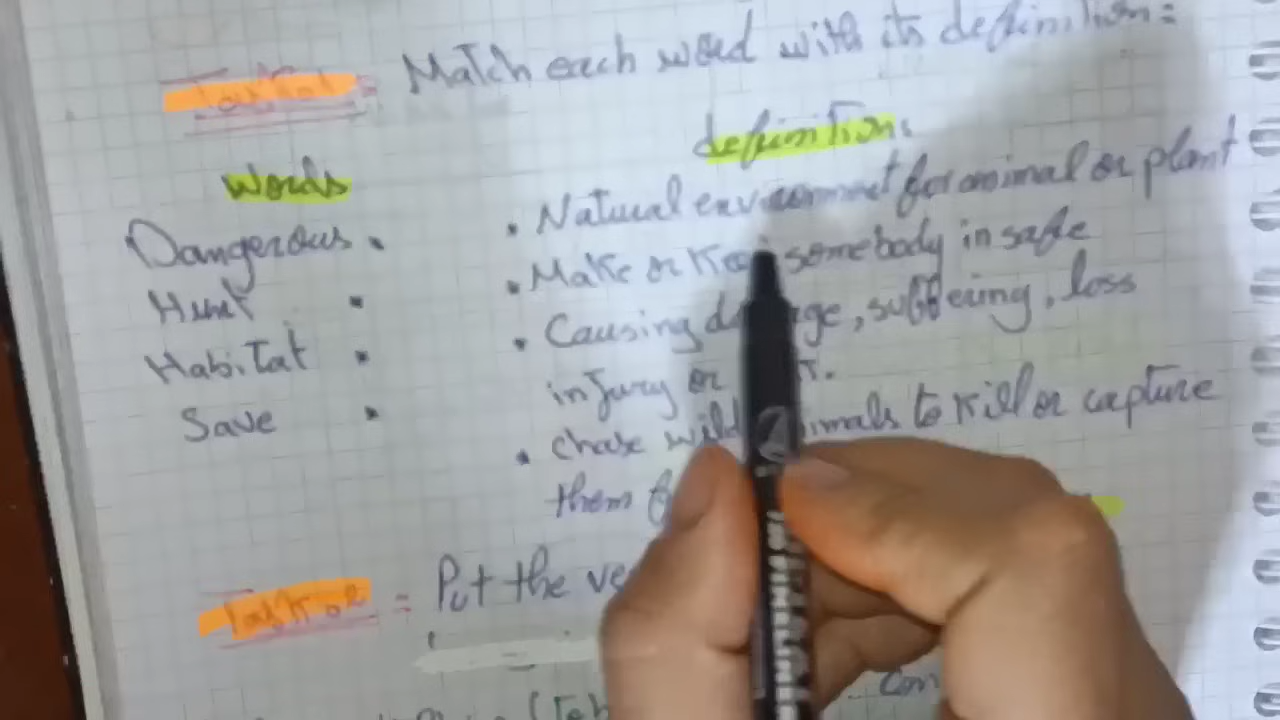 Match each word with its definition:
words
definition:
Dangerous
Hunt
Habitat
Save
Natural environment for animal or plant
Make or Keep somebody in safe
Causing damage, suffering, loss
injury or
chase wild animals to Kill or capture
them
Task 02 : Put the